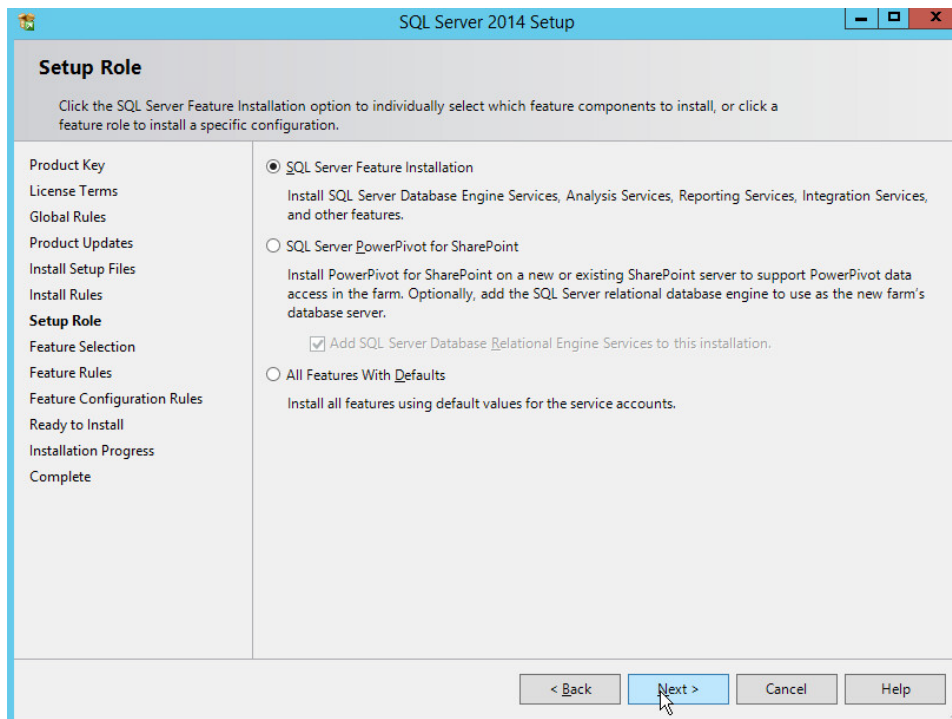 SQL Server 2014 Setup
Setup Role
Click the SQL Server Feature Installation option to individually select which feature components to install, or click a
feature role to install a specific configuration.
Product Key
License Terms
Global Rules
Product Updates
Install Setup Files
Install Rules
Setup Role
Feature Selection
Feature Rules
Feature Configuration Rules
Ready to Install
Installation Progress
Complete
SQL Server Feature Installation
Install SQL Server Database Engine Services, Analysis Services, Reporting Services, Integration Services,
and other features.
SQL Server PowerPivot for SharePoint
Install PowerPivot for SharePoint on a new or existing SharePoint server to support PowerPivot data
access in the farm. Optionally, add the SQL Server relational database engine to use as the new farm's
database server.
Add SQL Server Database Relational Engine Services to this installation.
All Features With Defaults
Install all features using default values for the service accounts.
< Back
Next >
Cancel
Help